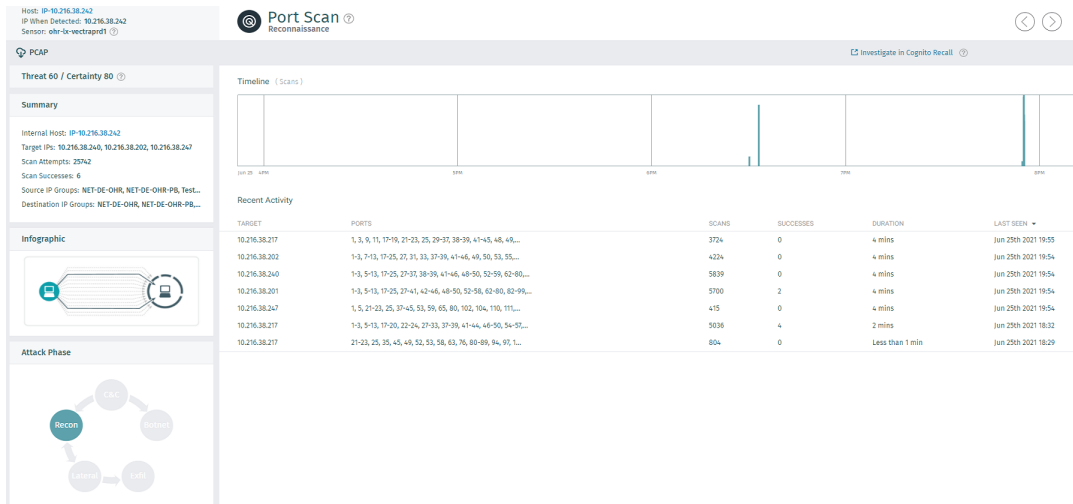 Host: IP-10.216.38.242
IP When Detected: 10.216.38.242
Sensor: ohr-lx-vectraprd1 ?
Port Scan ?
Reconnaissance
PCAP
Investigate in Cognito Recall ?
Threat 60 / Certainty 80 ?
Summary
Internal Host: IP-10.216.38.242
Target IPs: 10.216.38.240, 10.216.38.202, 10.216.38.247
Scan Attempts: 25742
Scan Successes: 6
Source IP Groups: NET-DE-OHR, NET-DE-OHR-PB, Test...
Destination IP Groups: NET-DE-OHR, NET-DE-OHR-PB,...
Infographic
Attack Phase
C&C
Recon
Botnet
Lateral
Exfil
Timeline (Scans)
Jun 25 4PM 5PM 6PM 7PM 8PM
Recent Activity
TARGET PORTS SCANS SUCCESSES DURATION LAST SEEN
10.216.38.217 1, 3, 9, 11, 17-19, 21-23, 25, 29-37, 38-39, 41-45, 48, 49,... 3724 0 4 mins Jun 25th 2021 19:55
10.216.38.202 1-3, 7-13, 17-25, 27, 31, 33, 37-39, 41-46, 49, 50, 53, 55,... 4224 0 4 mins Jun 25th 2021 19:54
10.216.38.240 1-3, 5-13, 17-25, 27-37, 38-39, 41-46, 48-50, 52-59, 62-80,... 5839 0 4 mins Jun 25th 2021 19:54
10.216.38.201 1-3, 5-13, 17-25, 27-41, 42-46, 48-50, 52-58, 62-80, 82-99,... 5700 2 4 mins Jun 25th 2021 19:54
10.216.38.247 1, 5, 21-23, 25, 37-45, 53, 59, 65, 80, 102, 104, 110, 111,... 415 0 4 mins Jun 25th 2021 19:54
10.216.38.217 1-3, 5-13, 17-20, 22-24, 27-33, 37-39, 41-44, 46-50, 54-57,... 5036 4 2 mins Jun 25th 2021 18:32
10.216.38.217 21-23, 25, 35, 45, 49, 52, 53, 58, 63, 76, 80-89, 94, 97, 1... 804 0 Less than 1 min Jun 25th 2021 18:29